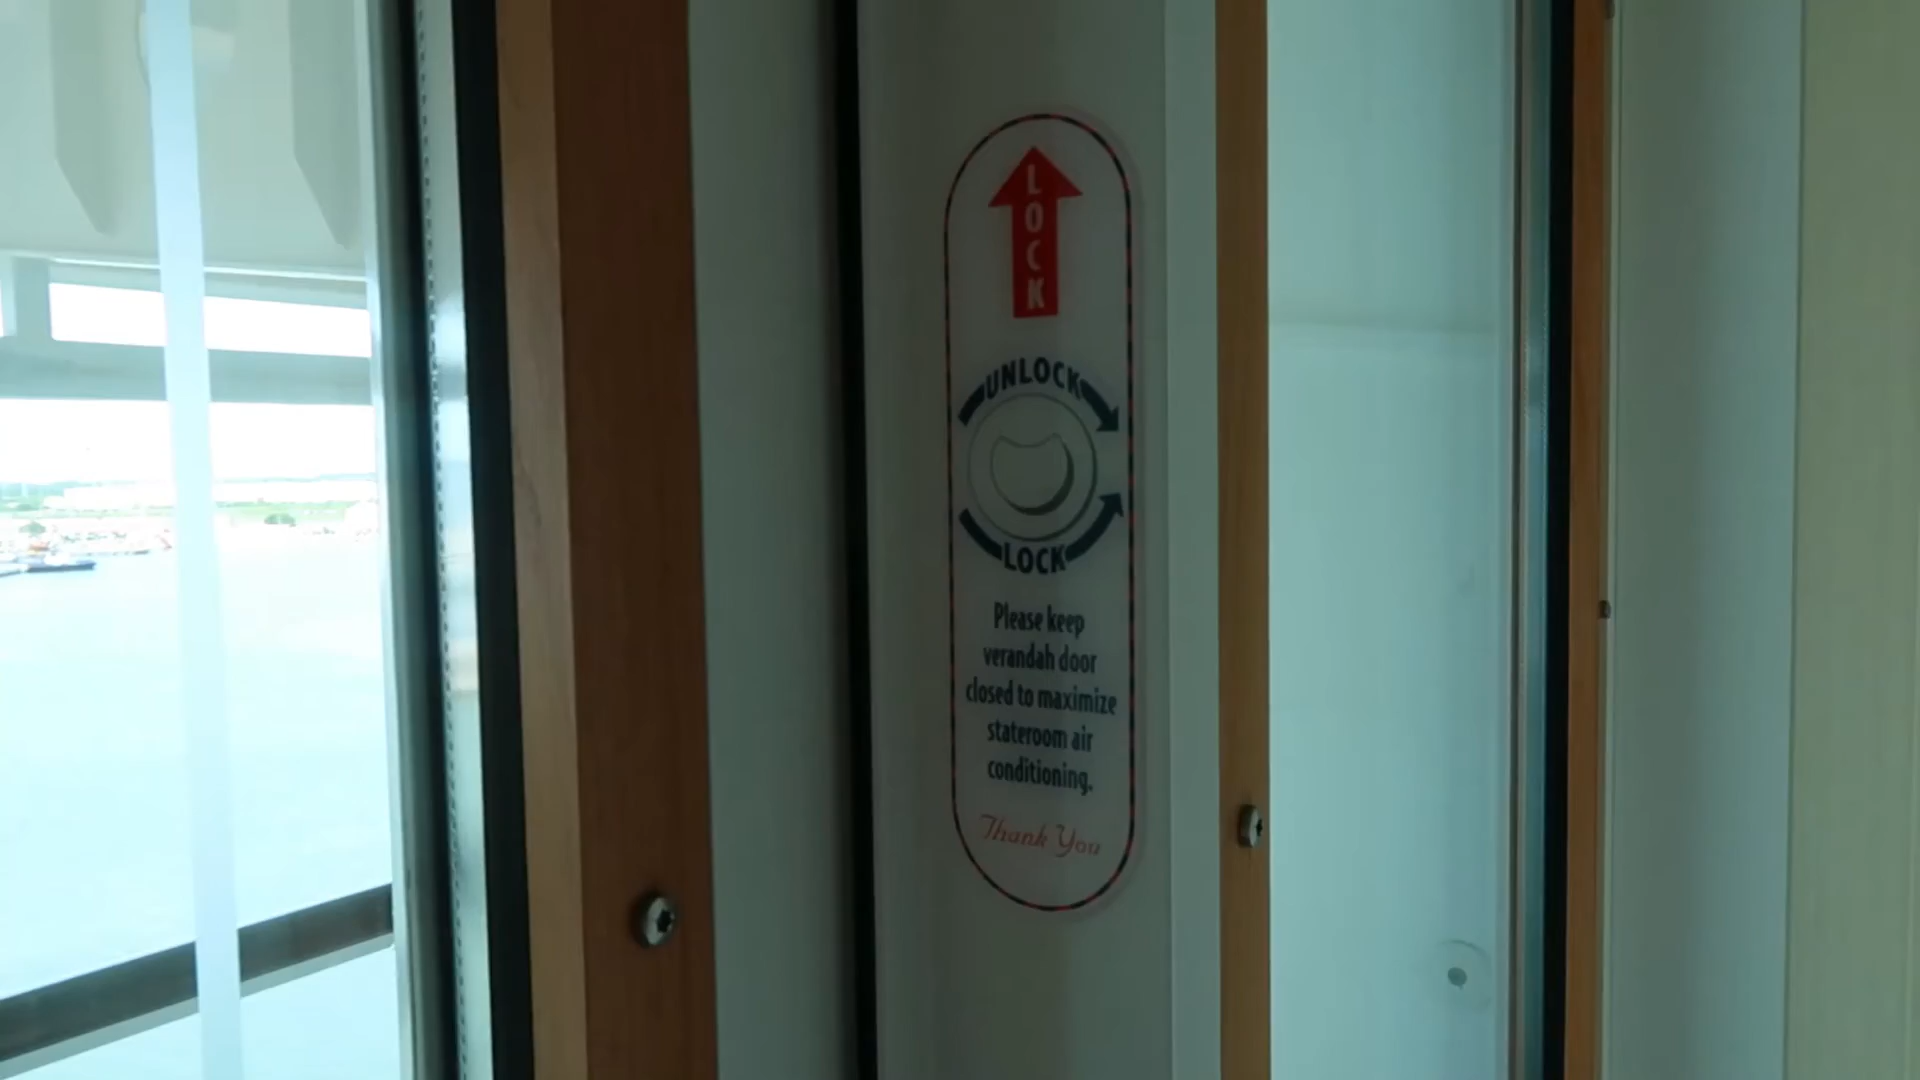 LOCK
UNLOCK
LOCK
Please keep
verandah door
closed to maximize
stateroom air
conditioning.
Thank You